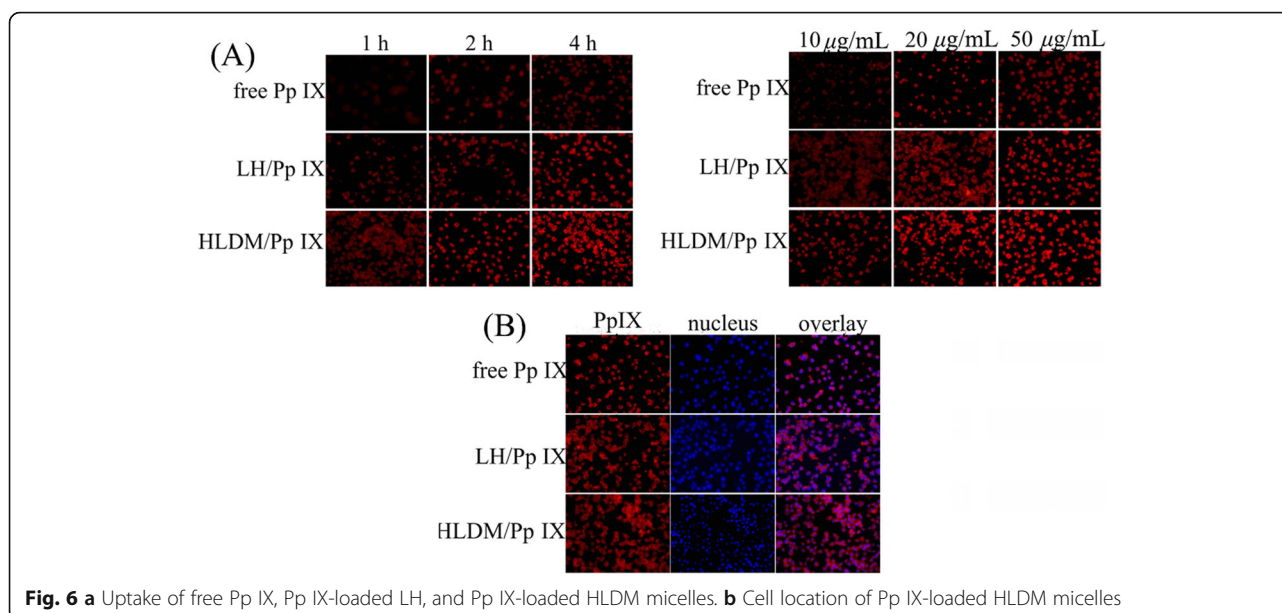 (A)
1 h 2 h 4 h
free Pp IX
LH/Pp IX
HLDM/Pp IX
10 µg/mL 20 µg/mL 50 µg/mL
free Pp IX
LH/Pp IX
HLDM/Pp IX
(B)
PpIX nucleus overlay
free Pp IX
LH/Pp IX
HLDM/Pp IX
Fig. 6 a Uptake of free Pp IX, Pp IX-loaded LH, and Pp IX-loaded HLDM micelles. b Cell location of Pp IX-loaded HLDM micelles